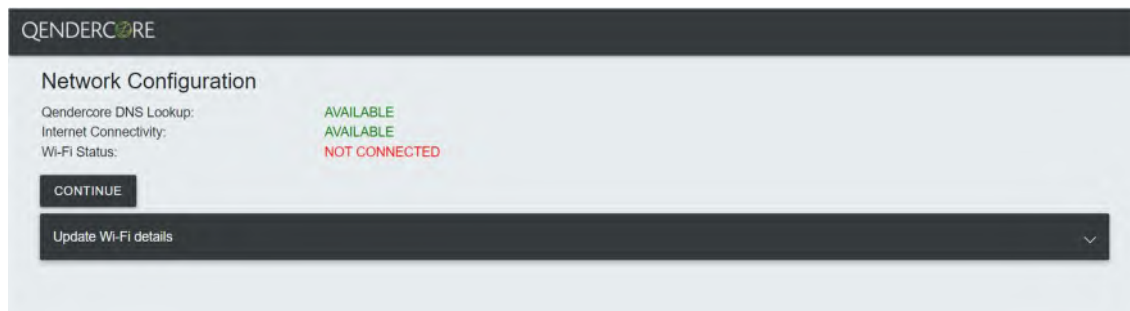 QENDERCORE
Network Configuration
Qendercore DNS Lookup: AVAILABLE
Internet Connectivity: AVAILABLE
Wi-Fi Status: NOT CONNECTED
CONTINUE
Update Wi-Fi details